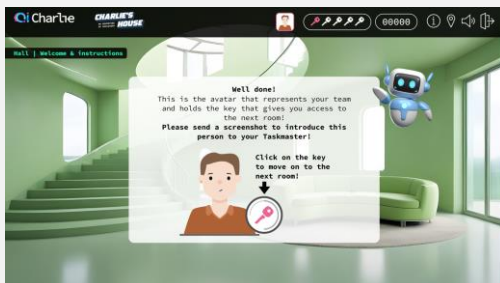 Qi Charlie
CHARLIE'S
HOUSE
00000
Hall | Welcome & instructions
Well done!
This is the avatar that represents your team
and holds the key that gives you access to
the next room!
Please send a screenshot to introduce this
person to your Taskmaster!
Click on the key
to move on to the
next room!